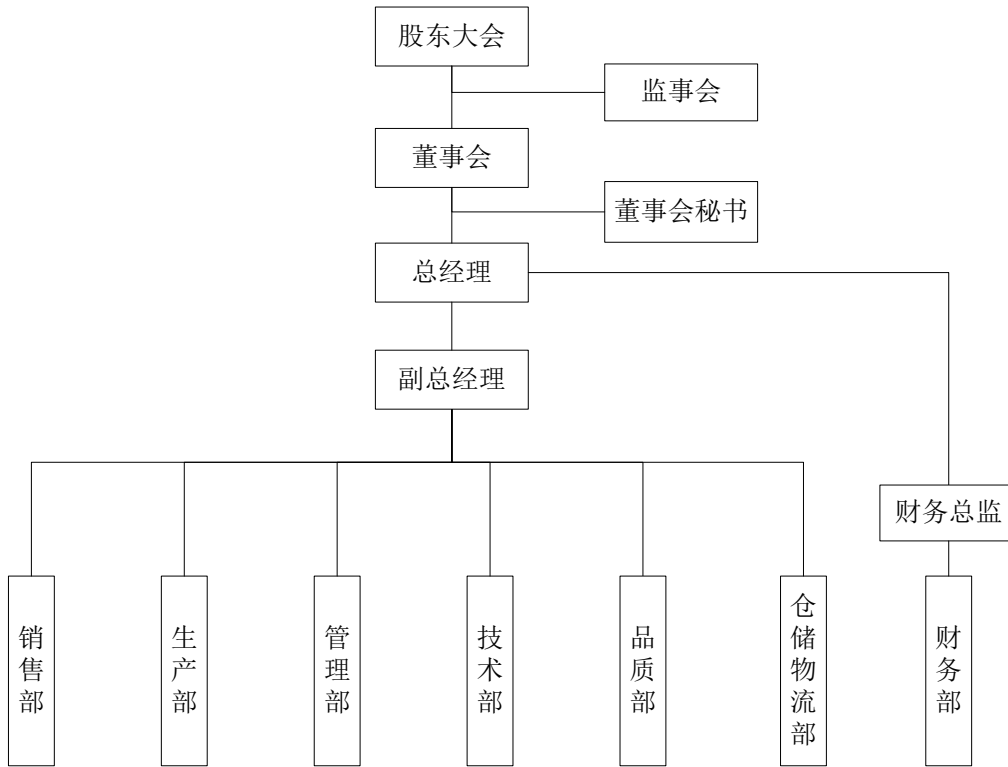 股东大会
监事会
董事会
董事会秘书
总经理
副总经理
财务总监
销售部
生产部
管理部
技术部
品质部
仓储物流部
财务部